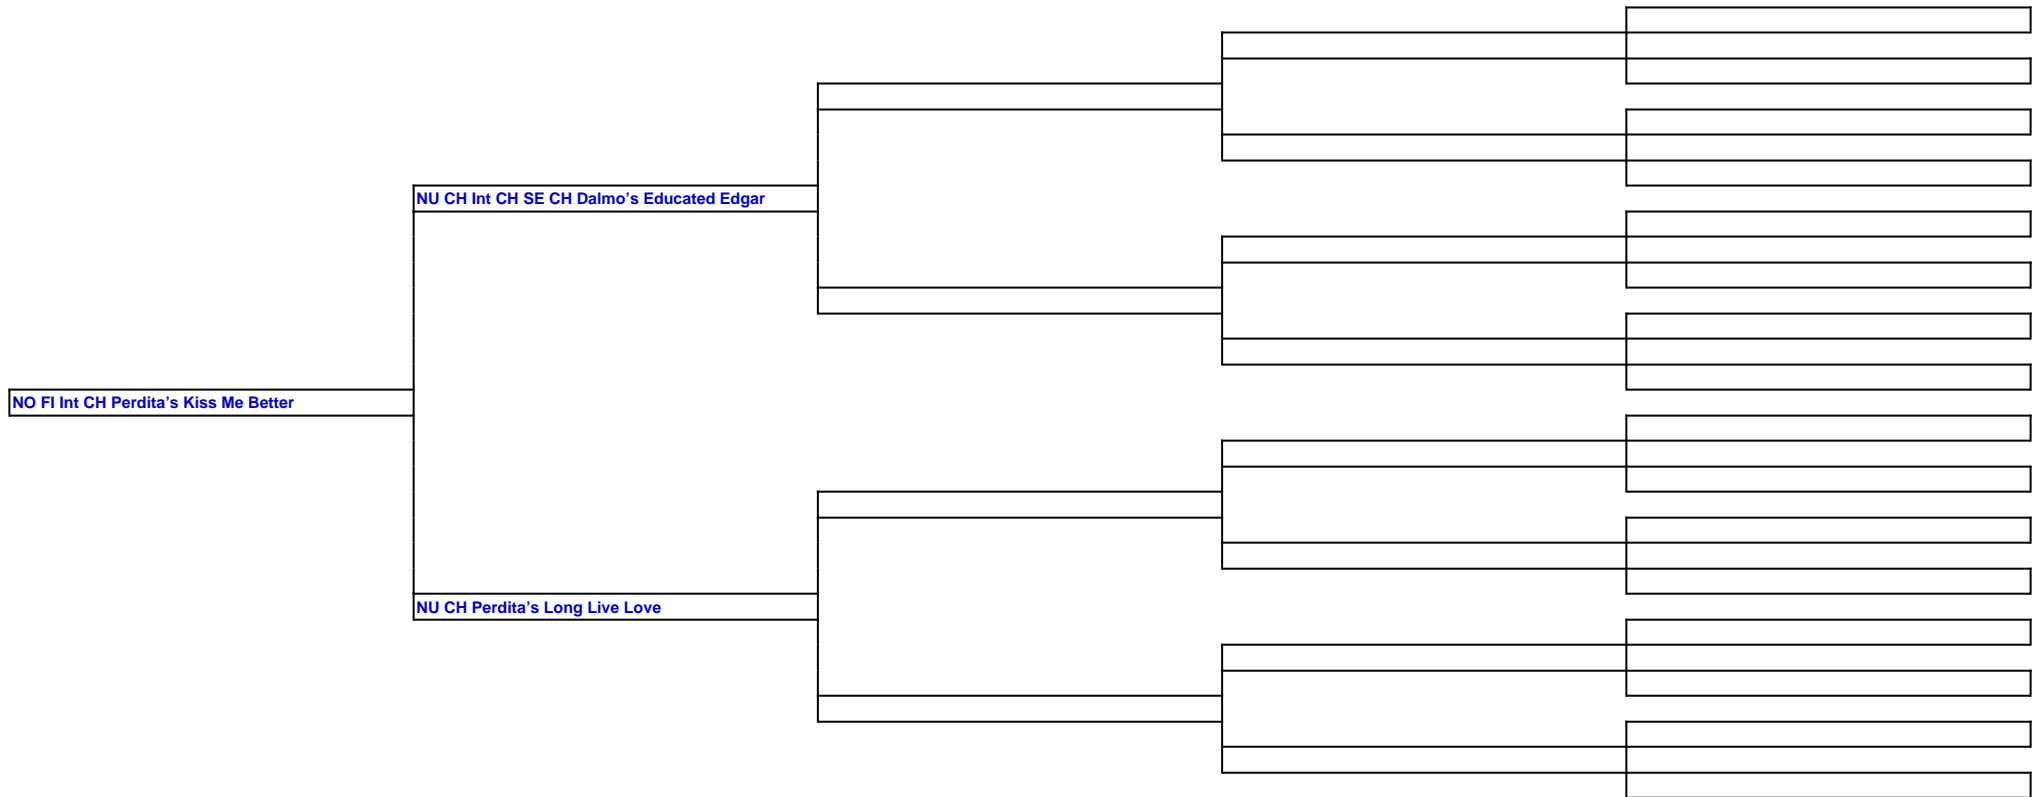 NU CH Int CH SE CH Dalmo’s Educated Edgar
NO FI Int CH Perdita’s Kiss Me Better
NU CH Perdita’s Long Live Love